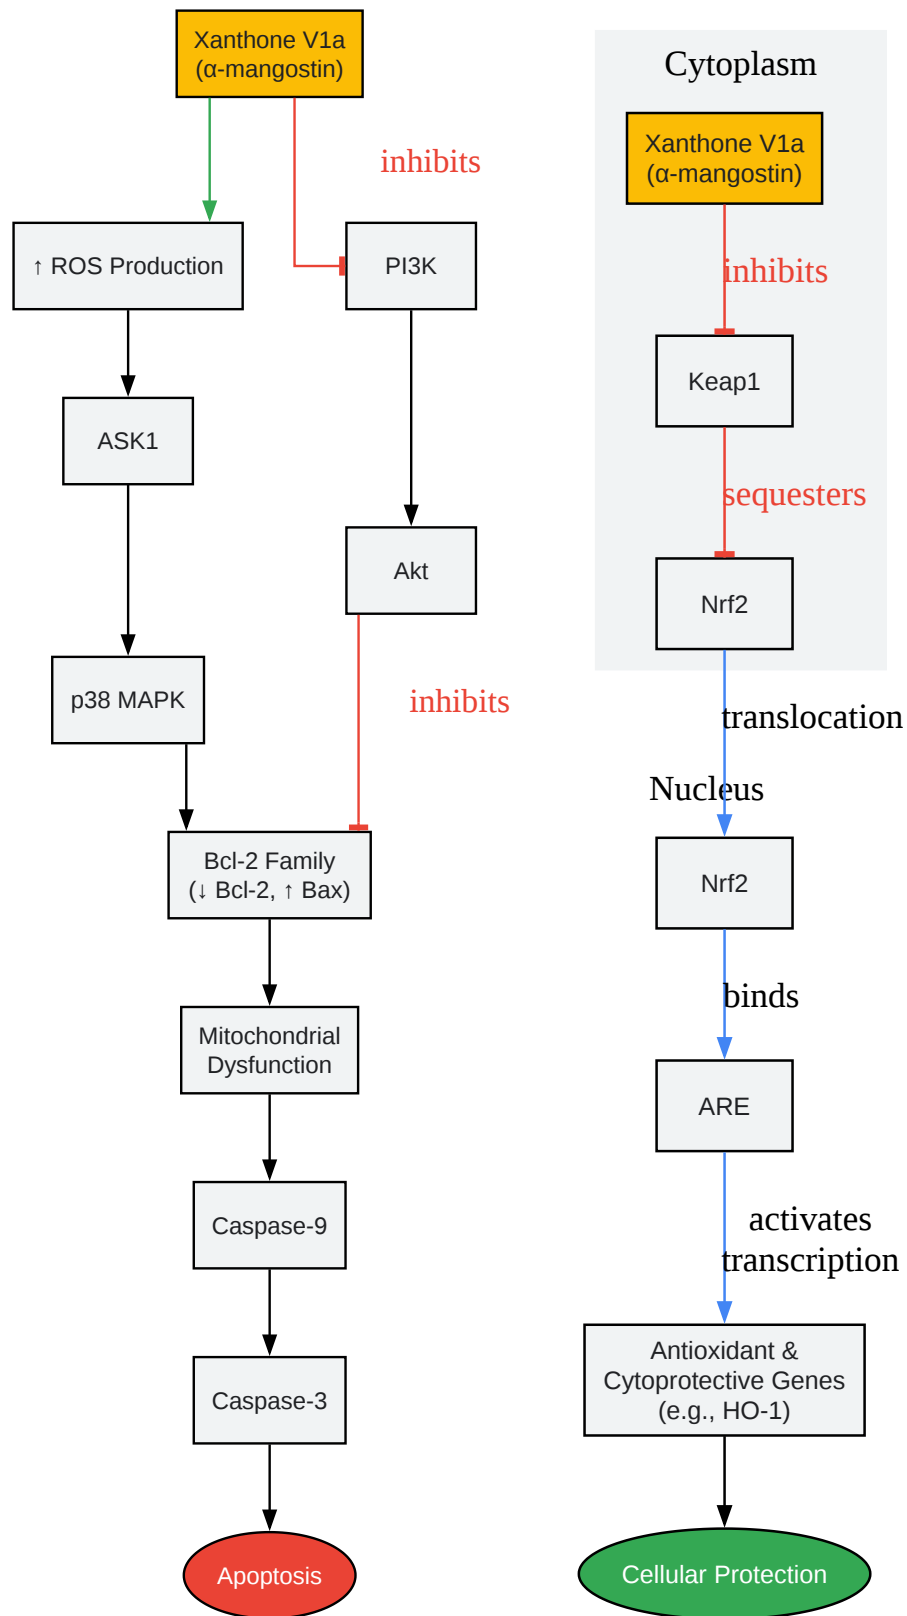 Xanthone V1a
(α-mangostin)
inhibits
↑ ROS Production
PI3K
ASK1
Akt
p38 MAPK
inhibits
Bcl-2 Family
(↓ Bcl-2, ↑ Bax)
Mitochondrial
Dysfunction
Caspase-9
Caspase-3
Apoptosis
Cytoplasm
Xanthone V1a
(α-mangostin)
inhibits
Keap1
sequesters
Nrf2
translocation
Nucleus
Nrf2
binds
ARE
activates
transcription
Antioxidant &
Cytoprotective Genes
(e.g., HO-1)
Cellular Protection